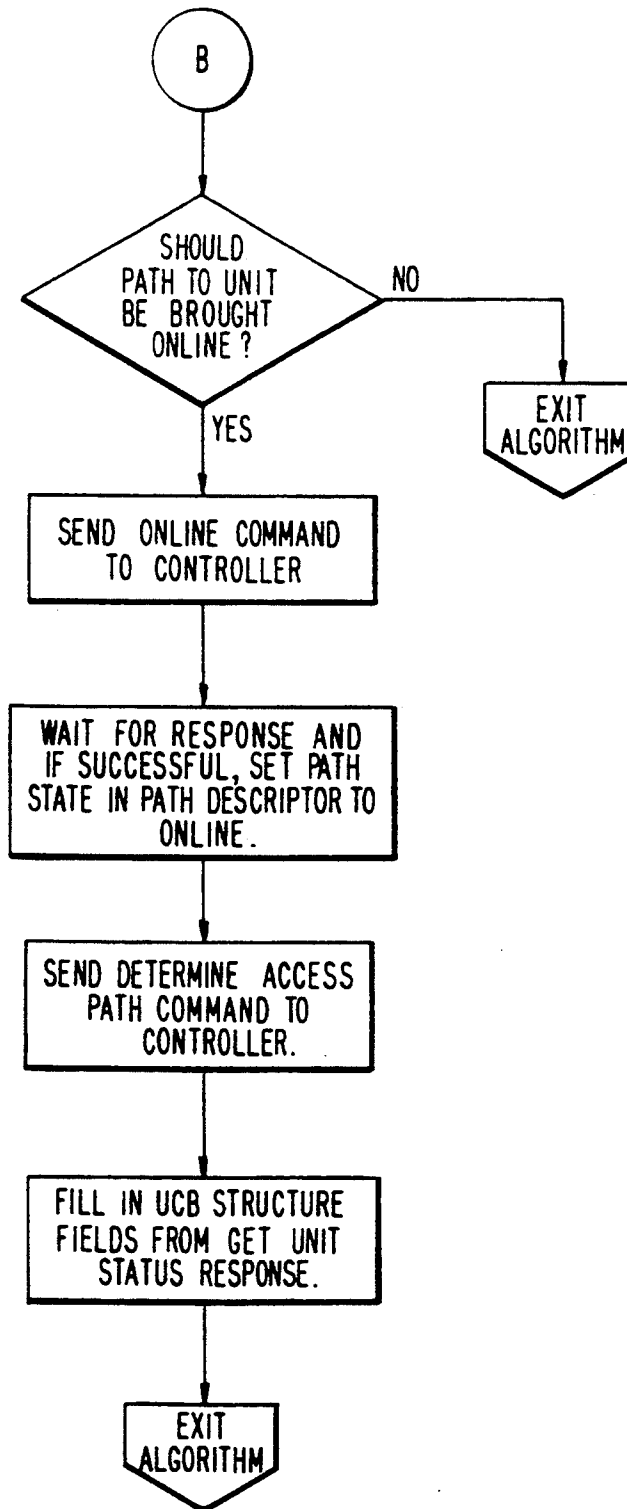 B
SHOULD
PATH TO UNIT
BE BROUGHT
ONLINE?
NO
EXIT
ALGORITHM
YES
SEND ONLINE COMMAND
TO CONTROLLER
WAIT FOR RESPONSE AND
IF SUCCESSFUL, SET PATH
STATE IN PATH DESCRIPTOR TO
ONLINE.
SEND DETERMINE ACCESS
PATH COMMAND TO
CONTROLLER.
FILL IN UCB STRUCTURE
FIELDS FROM GET UNIT
STATUS RESPONSE.
EXIT
ALGORITHM